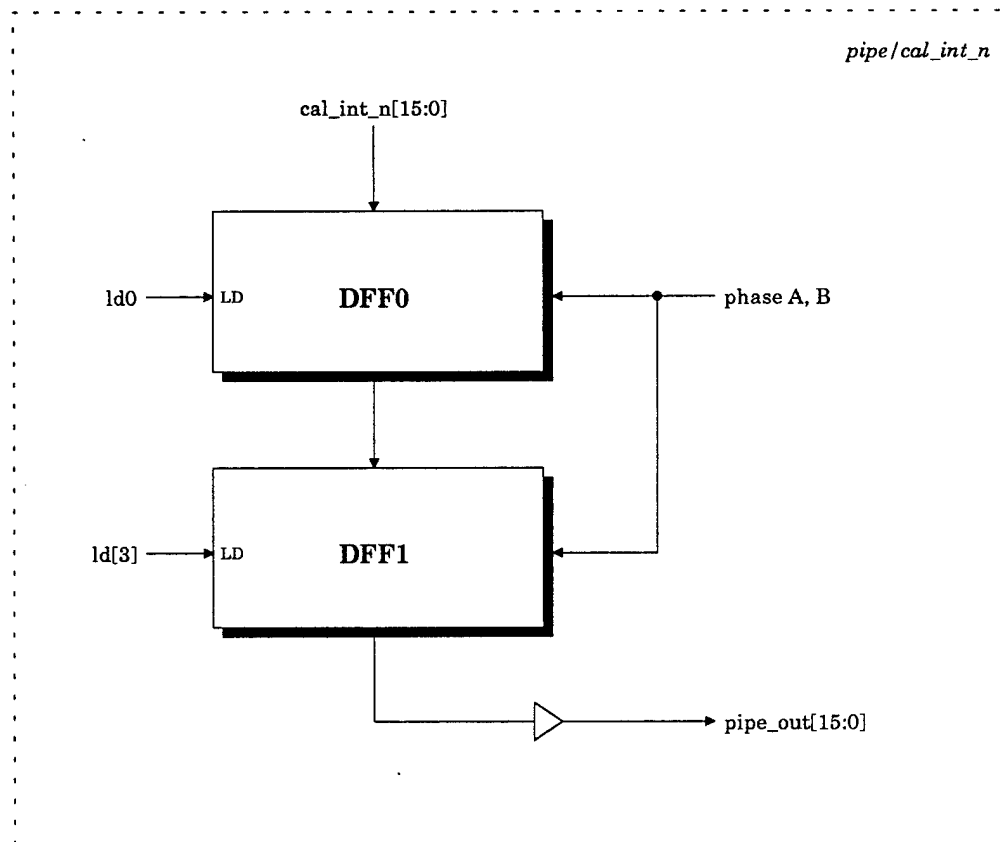 pipe/cal_int_n
cal_int_n[15:0]
ld0
LD
DFF0
phase A, B
ld[3]
LD
DFF1
pipe_out[15:0]